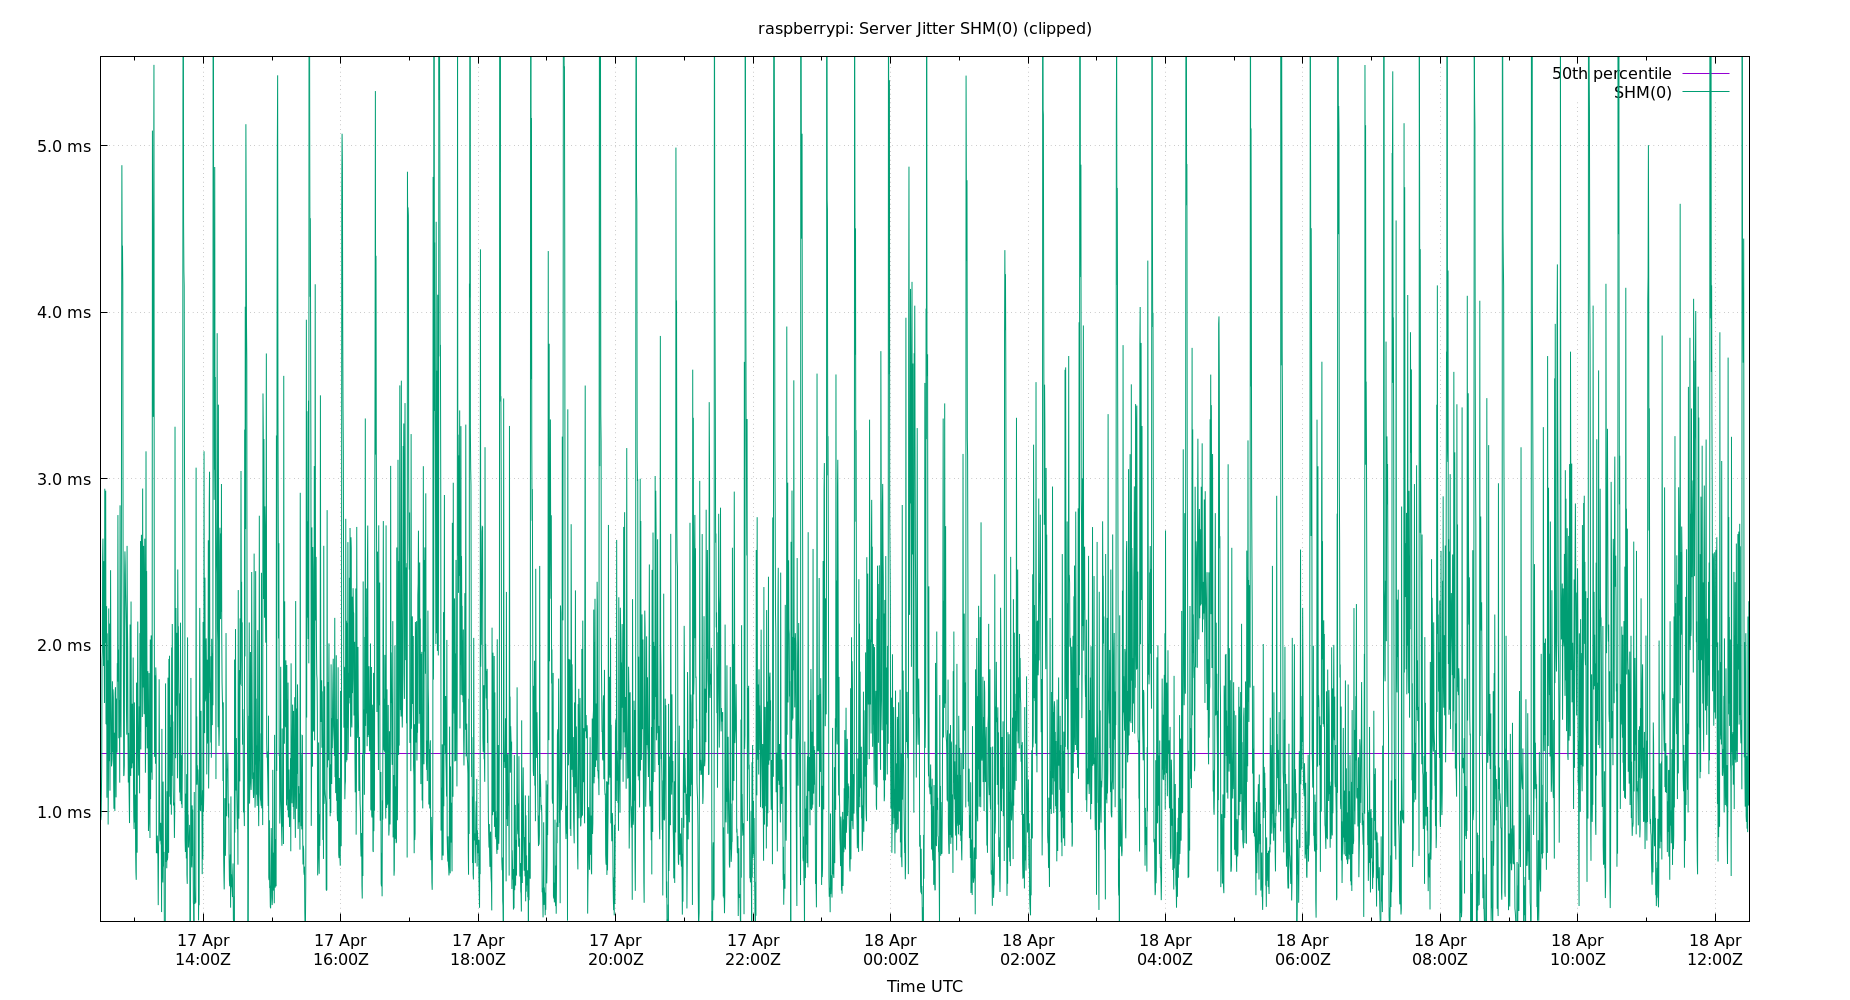 raspberrypi: Server Jitter SHM(0) (clipped)
50th percentile
SHM(0)
5.0 ms
4.0 ms
3.0 ms
2.0 ms
1.0 ms
17 Apr 17 Apr 17 Apr 17 Apr 17 Apr 18 Apr 18 Apr 18 Apr 18 Apr 18 Apr 18 Apr 18 Apr
14:00Z 16:00Z 18:00Z 20:00Z 22:00Z 00:00Z 02:00Z 04:00Z 06:00Z 08:00Z 10:00Z 12:00Z
Time UTC